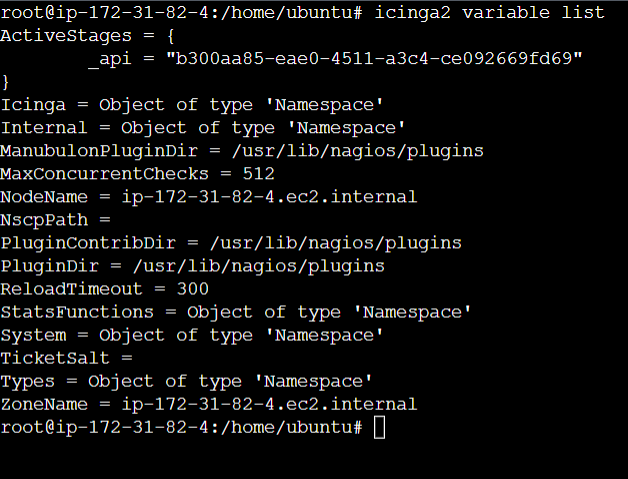 root@ip-172-31-82-4:/home/ubuntu# icinga2 variable list
ActiveStages = {
        _api = "b300aa85-eae0-4511-a3c4-ce092669fd69"
}
Icinga = Object of type 'Namespace'
Internal = Object of type 'Namespace'
ManubulonPluginDir = /usr/lib/nagios/plugins
MaxConcurrentChecks = 512
NodeName = ip-172-31-82-4.ec2.internal
NscpPath =
PluginContribDir = /usr/lib/nagios/plugins
PluginDir = /usr/lib/nagios/plugins
ReloadTimeout = 300
StatsFunctions = Object of type 'Namespace'
System = Object of type 'Namespace'
TicketSalt =
Types = Object of type 'Namespace'
ZoneName = ip-172-31-82-4.ec2.internal
root@ip-172-31-82-4:/home/ubuntu#